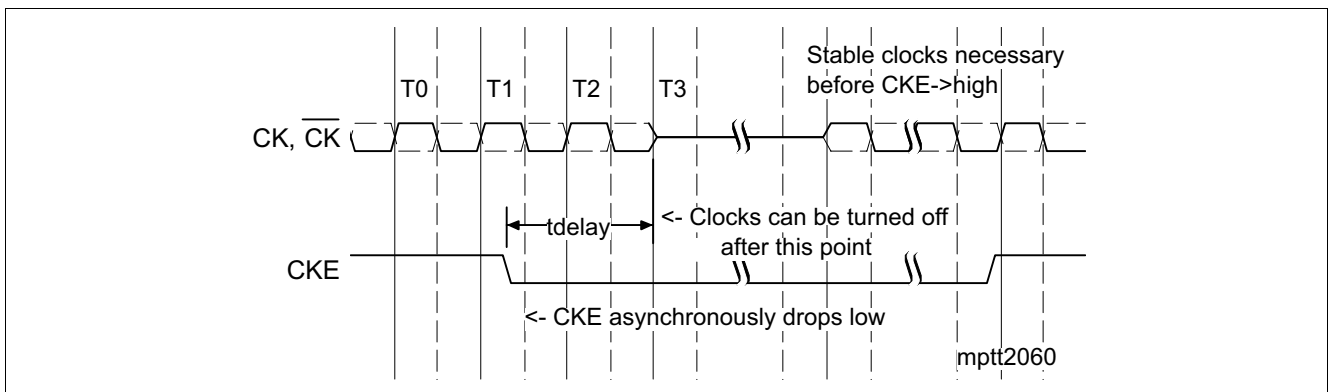 Stable clocks necessary
before CKE->high
T0 T1 T2 T3
CK, C̅K̅
tdelay
<- Clocks can be turned off
after this point
CKE
<- CKE asynchronously drops low
mptt2060